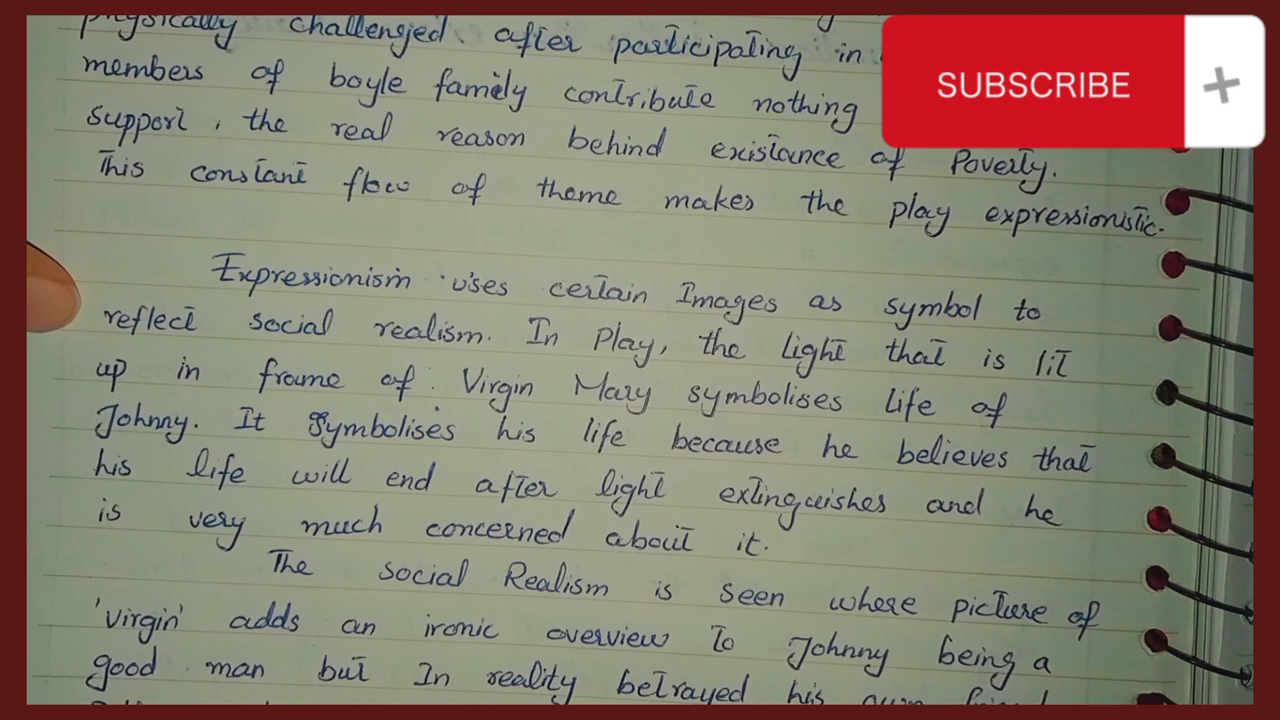 physically challenged. after participating in
members of boyle family contribute nothing
support, the real reason behind existance of Poverty.
This constant flow of theme makes the play expressionistic.
Expressionism uses certain Images as symbol to
reflect social realism. In Play, the light that is lit
up in frame of Virgin Mary symbolises life of
Johnny. It Symbolises his life because he believes that
his life will end after light extinguishes and he
is very much concerned about it.
The social Realism is seen where picture of
'Virgin' adds an ironic overview to Johnny being a
good man but In reality betrayed his own friend
SUBSCRIBE +